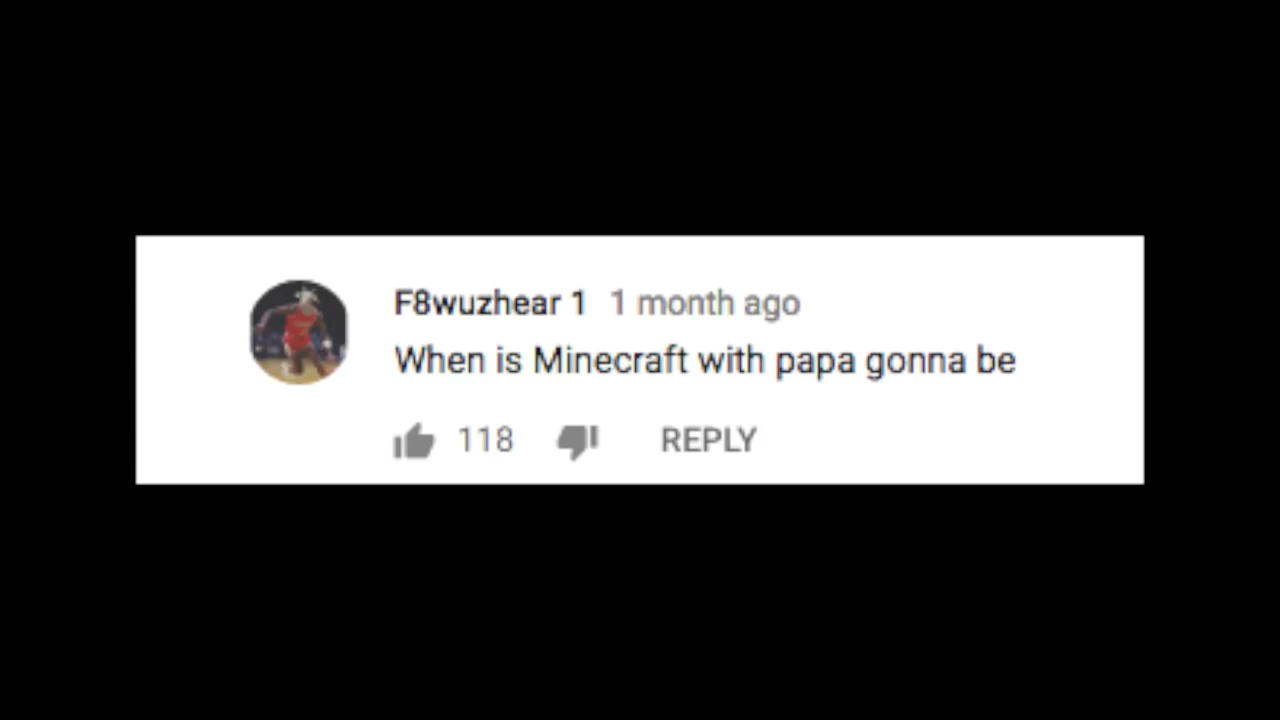 F8wuzhear 1 1 month ago
When is Minecraft with papa gonna be
118 REPLY